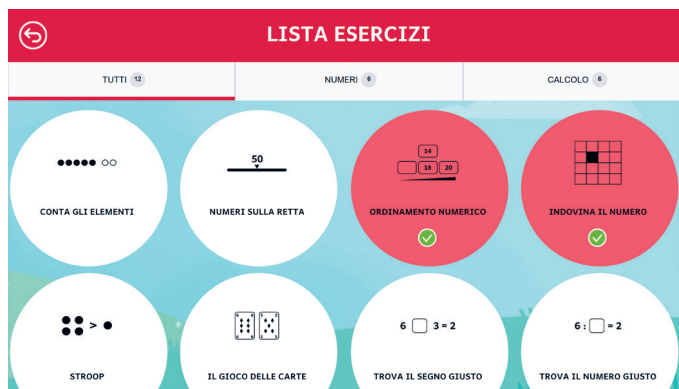 LISTA ESERCIZI
TUTTI 12
NUMERI 6
CALCOLO 6
50
14
18 20
CONTA GLI ELEMENTI
NUMERI SULLA RETTA
ORDINAMENTO NUMERICO
INDOVINA IL NUMERO
>
6 3 = 2
6 : = 2
STROOP
IL GIOCO DELLE CARTE
TROVA IL SEGNO GIUSTO
TROVA IL NUMERO GIUSTO